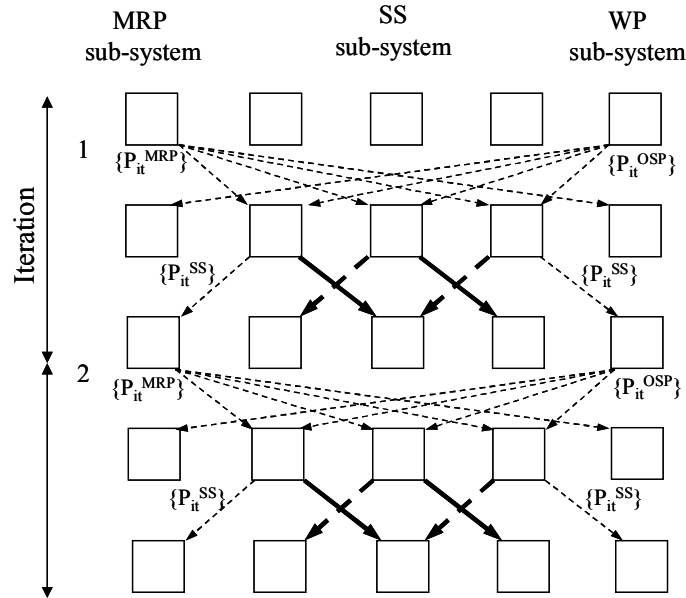 MRP
sub-system
SS
sub-system
WP
sub-system
Iteration
1
{P_it^MRP}
{P_it^OSP}
{P_it^SS}
{P_it^SS}
2
{P_it^MRP}
{P_it^OSP}
{P_it^SS}
{P_it^SS}